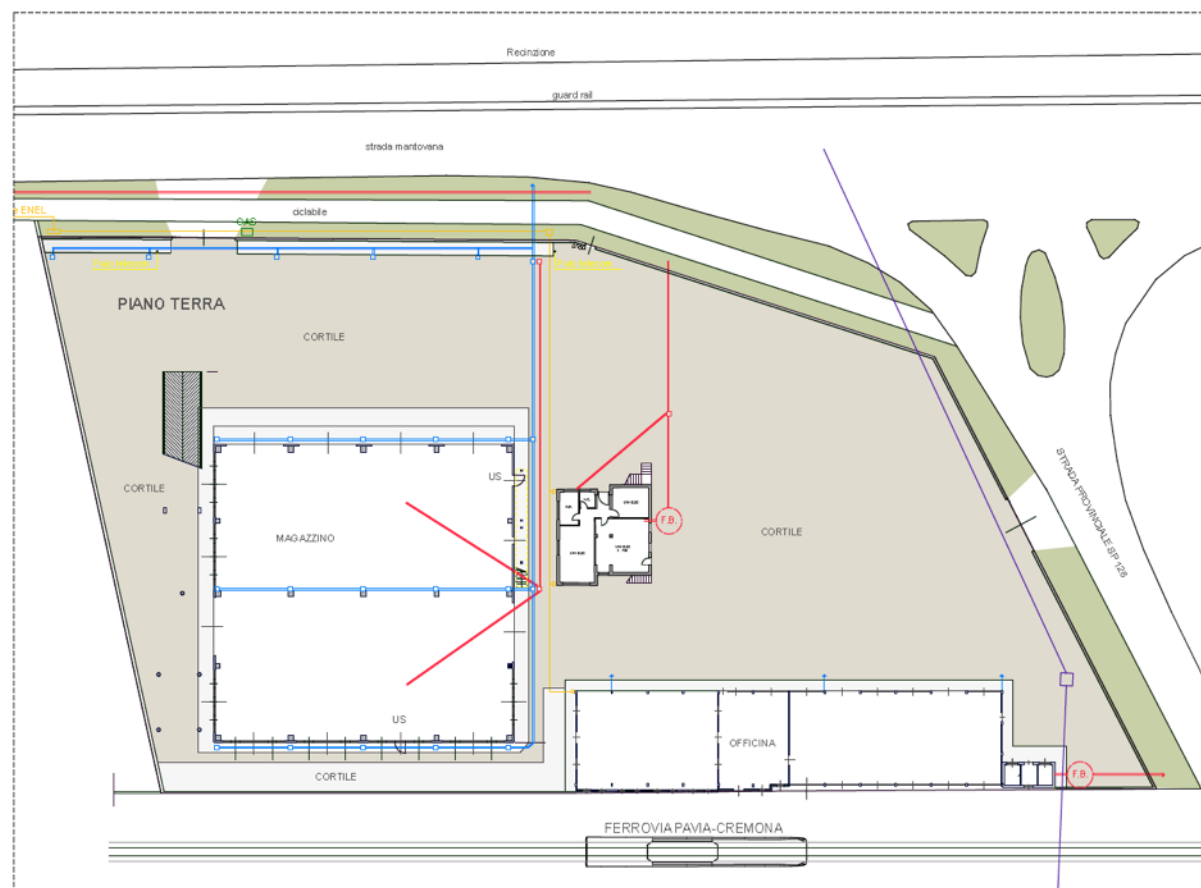 Recinzione
guard rail
strada mantovana
ciclabile
ENEL
GAS
PIANO TERRA
CORTILE
CORTILE
US
MAGAZZINO
F.B.
CORTILE
STRADA PROVINCIALE SP 126
US
OFFICINA
CORTILE
F.B.
FERROVIA PAVIA-CREMONA